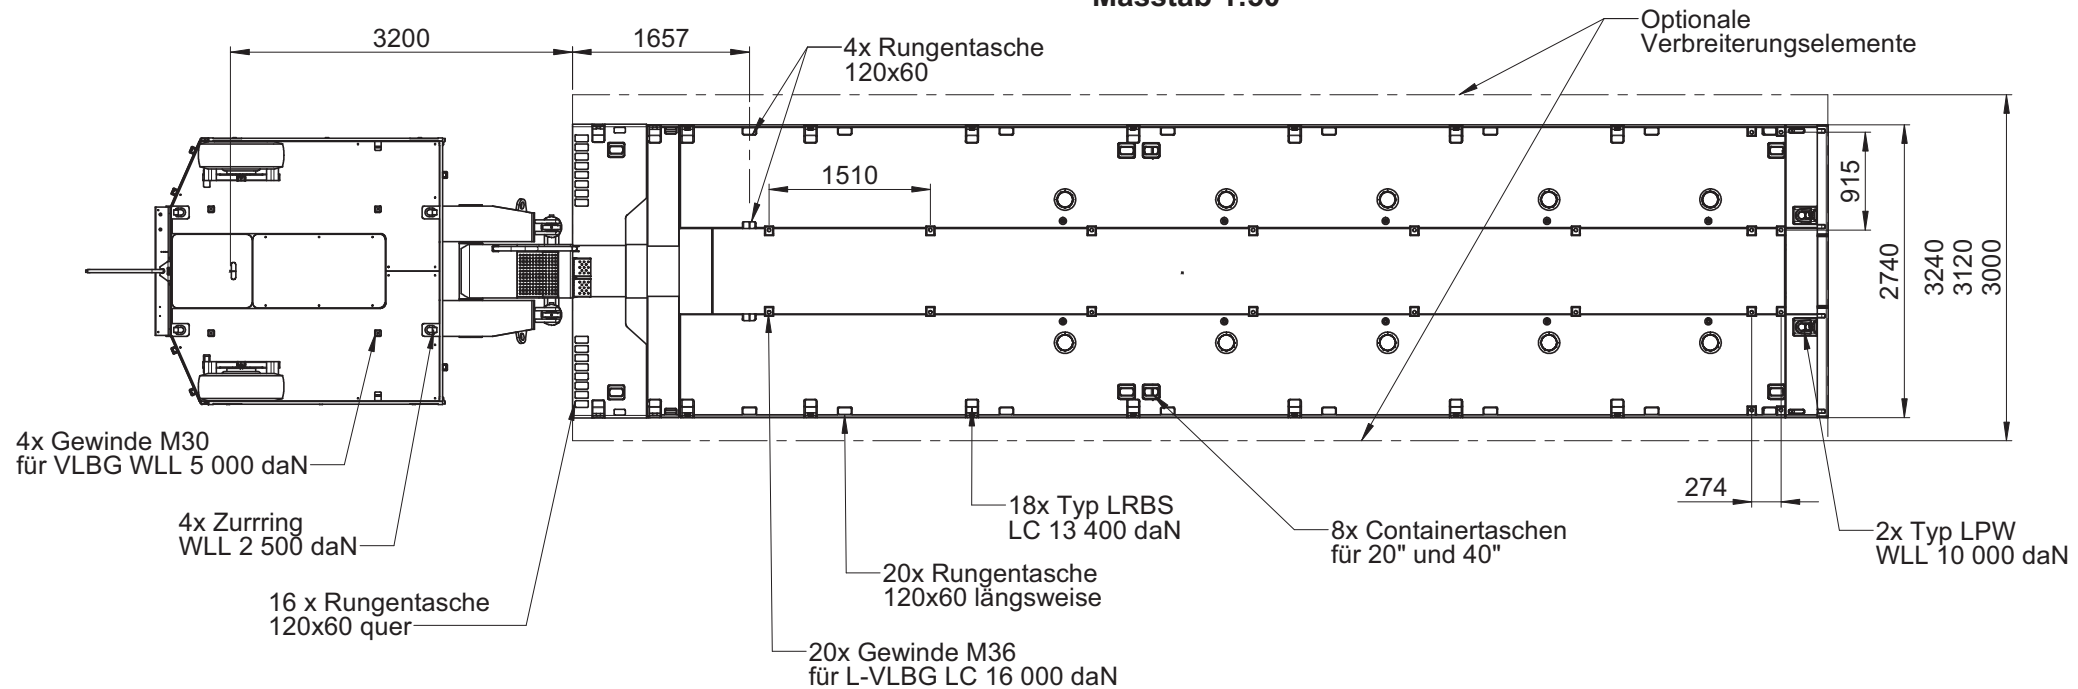 Masstab 1:50
3200
1657
4x Rungentasche
120x60
Optionale
Verbreiterungselemente
1510
915
2740
3240
3120
3000
4x Gewinde M30
für VLBG WLL 5 000 daN
4x Zurrring
WLL 2 500 daN
16 x Rungentasche
120x60 quer
18x Typ LRBS
LC 13 400 daN
20x Rungentasche
120x60 längsweise
20x Gewinde M36
für L-VLBG LC 16 000 daN
8x Containertaschen
für 20" und 40"
274
2x Typ LPW
WLL 10 000 daN